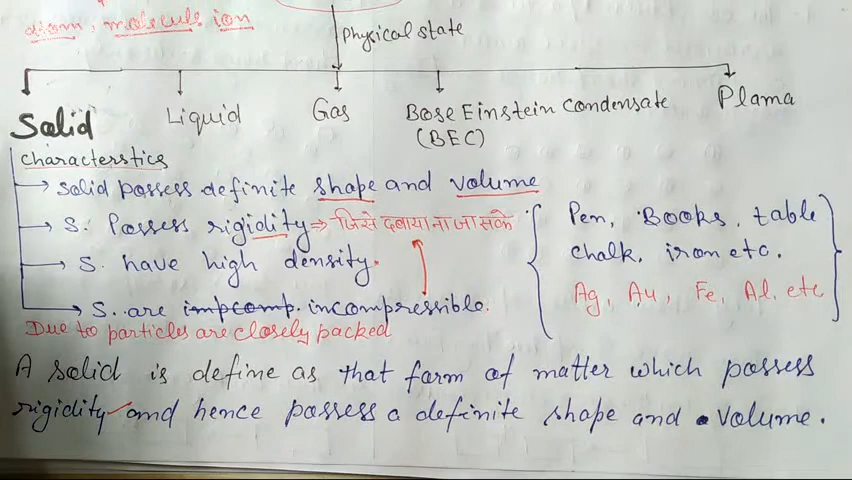 atom, molecule ion
Physical state
Solid
Liquid
Gas
Bose Einstein Condensate
(BEC)
Plama
characterstics
→ solid possess definite shape and volume
→ S. Possess rigidity ⇒ जिसे दबाया ना जा सके
→ S. have high density.
→ S. are impcomp. incompressible.
Due to particles are closely packed
Pen, Books, table
chalk, iron etc.
Ag, Au, Fe, Al, etc
A solid is define as that form of matter which possess
rigidity and hence possess a definite shape and volume.